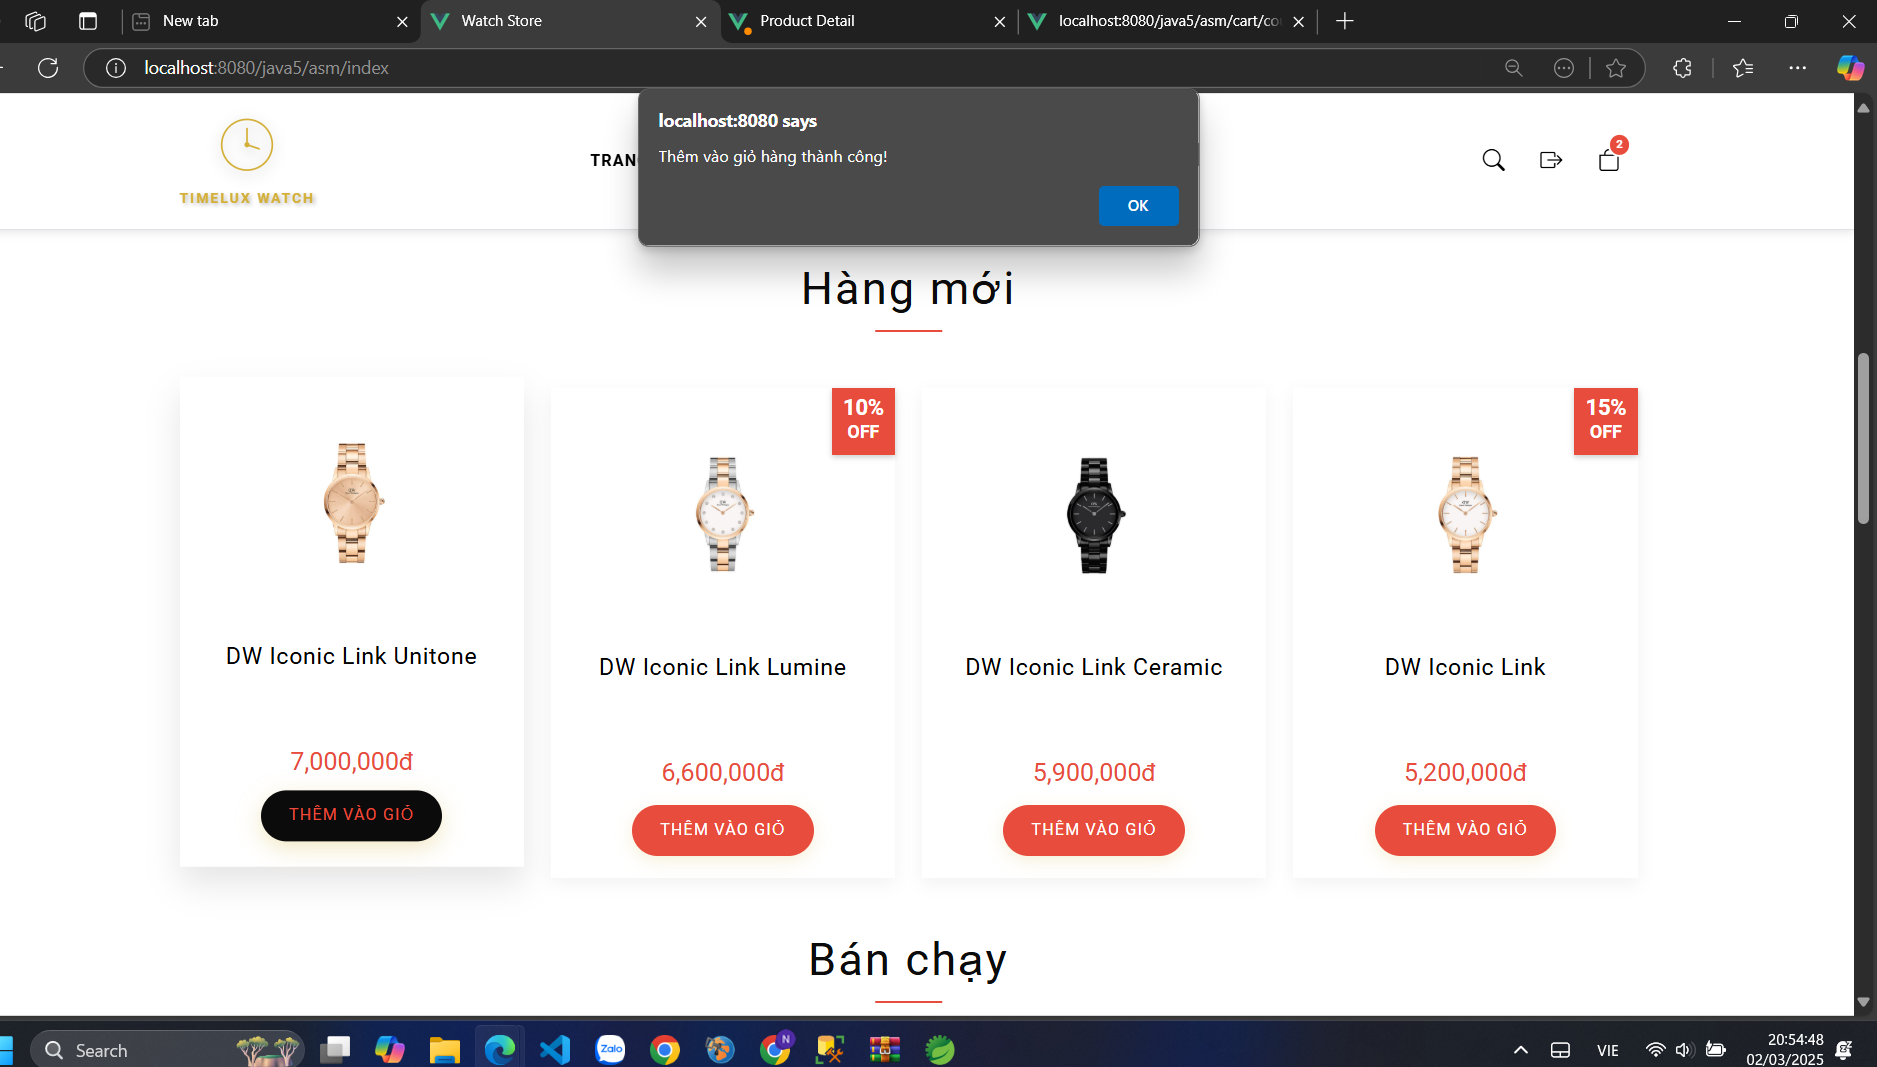 New tab
Watch Store
Product Detail
localhost:8080/java5/asm/cart/co
localhost:8080/java5/asm/index
localhost:8080 says
Thêm vào giỏ hàng thành công!
OK
TIMELUX WATCH
TRAN
2
Hàng mới
10%
OFF
15%
OFF
DW Iconic Link Unitone
DW Iconic Link Lumine
DW Iconic Link Ceramic
DW Iconic Link
7,000,000đ
6,600,000đ
5,900,000đ
5,200,000đ
THÊM VÀO GIỎ
THÊM VÀO GIỎ
THÊM VÀO GIỎ
THÊM VÀO GIỎ
Bán chạy
Search
Zalo
N
VIE
20:54:48
02/03/2025